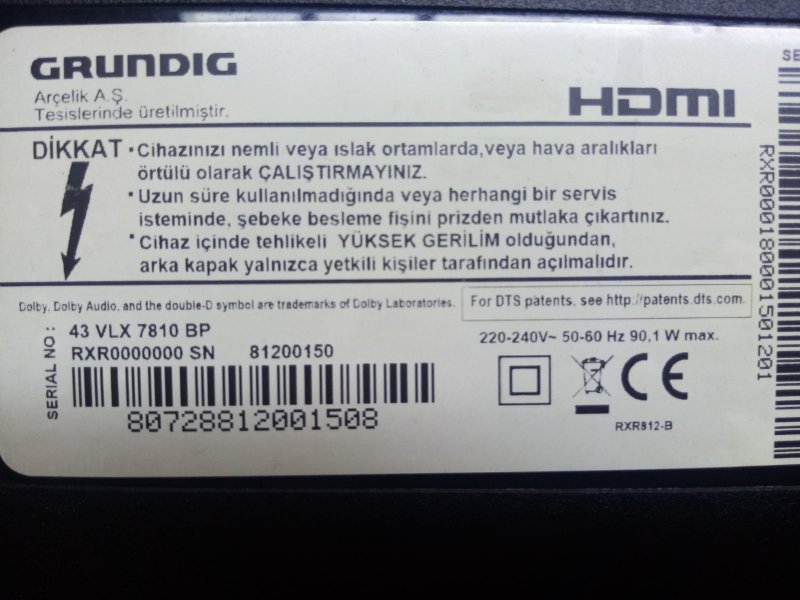 GRUNDIG
Arçelik A.Ş.
Tesislerinde üretilmiştir.
HDMI
DİKKAT
• Cihazınızı nemli veya ıslak ortamlarda,veya hava aralıkları
örtülü olarak ÇALIŞTIRMAYINIZ.
• Uzun süre kullanılmadığında veya herhangi bir servis
isteminde, şebeke besleme fişini prizden mutlaka çıkartınız.
• Cihaz içinde tehlikeli YÜKSEK GERİLİM olduğundan,
arka kapak yalnızca yetkili kişiler tarafından açılmalıdır.
Dolby, Dolby Audio, and the double-D symbol are trademarks of Dolby Laboratories.
For DTS patents, see http://patents.dts.com.
SERIAL NO :
43 VLX 7810 BP
RXR0000000 SN 81200150
80728812001508
220-240V~ 50-60 Hz 90,1 W max.
CE
RXR812-B
SE
RXR0001800001501201